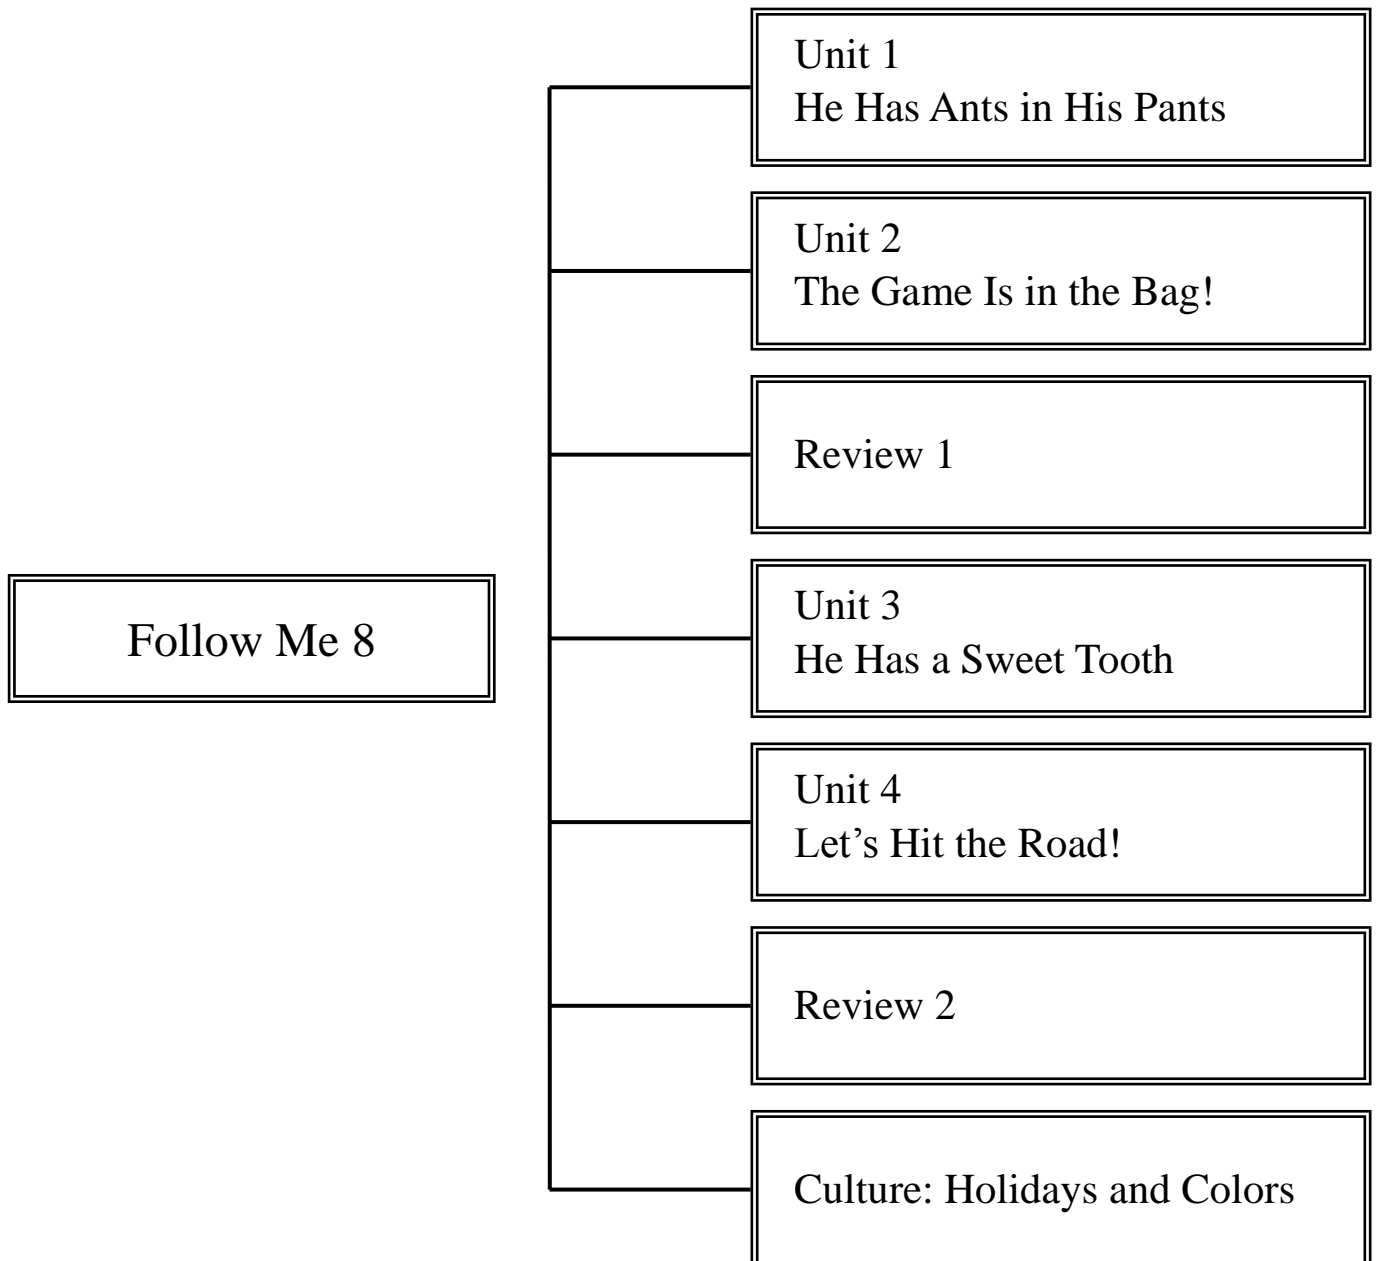 Follow Me 8
Unit 1
He Has Ants in His Pants
Unit 2
The Game Is in the Bag!
Review 1
Unit 3
He Has a Sweet Tooth
Unit 4
Let’s Hit the Road!
Review 2
Culture: Holidays and Colors